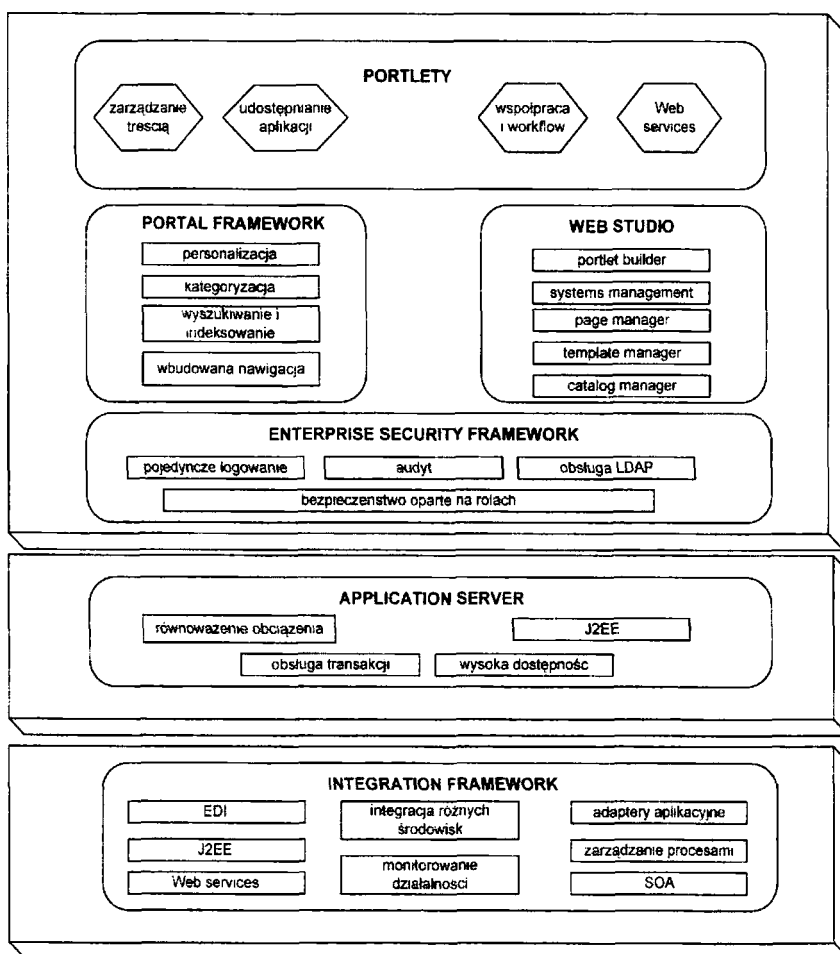 PORTLETY
zarządzanie
treścią
udostępnianie
aplikacji
współpraca
i workflow
Web
services
PORTAL FRAMEWORK
personalizacja
kategoryzacja
wyszukiwanie i
indeksowanie
wbudowana nawigacja
WEB STUDIO
portlet builder
systems management
page manager
template manager
catalog manager
ENTERPRISE SECURITY FRAMEWORK
pojedyncze logowanie
audyt
obsługa LDAP
bezpieczeństwo oparte na rolach
APPLICATION SERVER
równoważenie obciążenia
J2EE
obsługa transakcji
wysoka dostępność
INTEGRATION FRAMEWORK
EDI
integracja różnych
środowisk
adaptery aplikacyjne
J2EE
monitorowanie
działalności
zarządzanie procesami
Web services
SOA